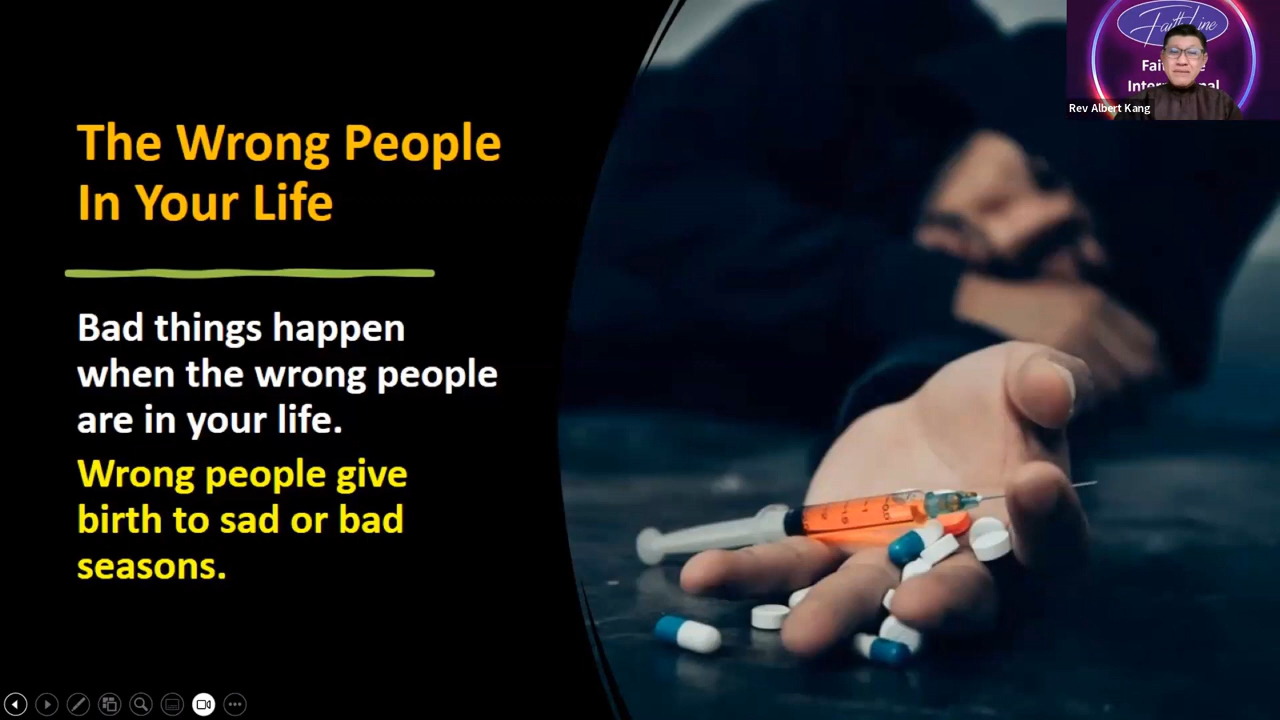 The Wrong People
In Your Life
Bad things happen
when the wrong people
are in your life.
Wrong people give
birth to sad or bad
seasons.
Rev Albert Kang